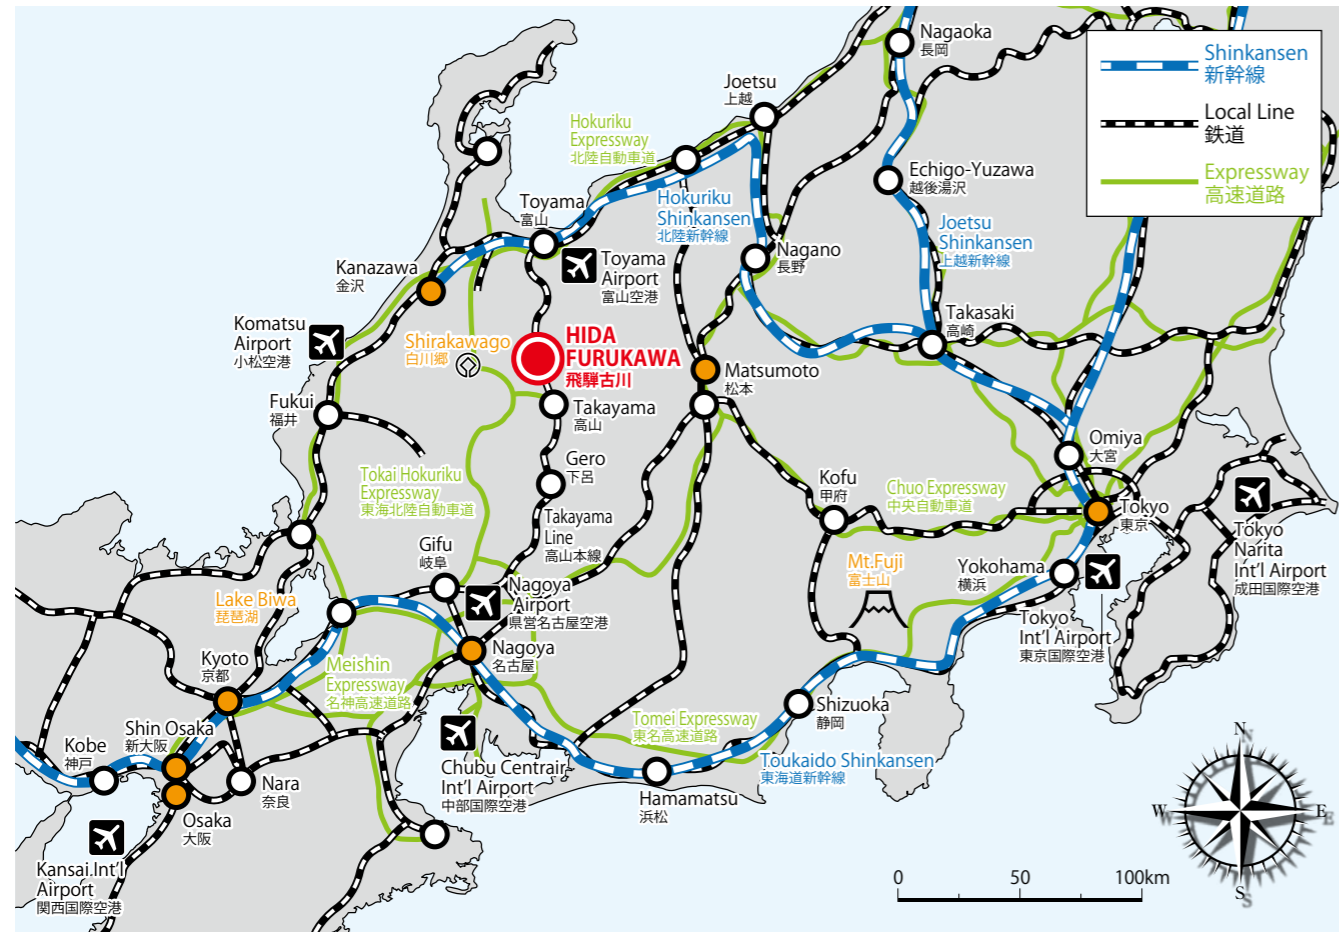 Nagaoka
長岡
Shinkansen
新幹線
Local Line
鉄道
Expressway
高速道路
Joetsu
上越
Hokuriku
Expressway
北陸自動車道
Echigo-Yuzawa
越後湯沢
Toyama
富山
Hokuriku
Shinkansen
北陸新幹線
Joetsu
Shinkansen
上越新幹線
Nagano
長野
Toyama
Airport
富山空港
Kanazawa
金沢
Takasaki
高崎
Komatsu
Airport
小松空港
Shirakawago
白川郷
HIDA
FURUKAWA
飛騨古川
Matsumoto
松本
Fukui
福井
Takayama
高山
Omiya
大宮
Gero
下呂
Kofu
甲府
Tokai Hokuriku
Expressway
東海北陸自動車道
Chuo Expressway
中央自動車道
Tokyo
東京
Takayama
Line
高山本線
Tokyo
Narita
Int'l Airport
成田国際空港
Gifu
岐阜
Mt.Fuji
富士山
Yokohama
横浜
Nagoya
Airport
県営名古屋空港
Lake Biwa
琵琶湖
Tokyo
Int'l Airport
東京国際空港
Nagoya
名古屋
Kyoto
京都
Meishin
Expressway
名神高速道路
Shizuoka
静岡
Tomei Expressway
東名高速道路
Shin Osaka
新大阪
Kobe
神戸
Toukaido Shinkansen
東海道新幹線
Chubu Centrair
Int'l Airport
中部国際空港
Nara
奈良
Hamamatsu
浜松
Osaka
大阪
Kansai Int'l
Airport
関西国際空港
N
W
E
S
0 50 100km